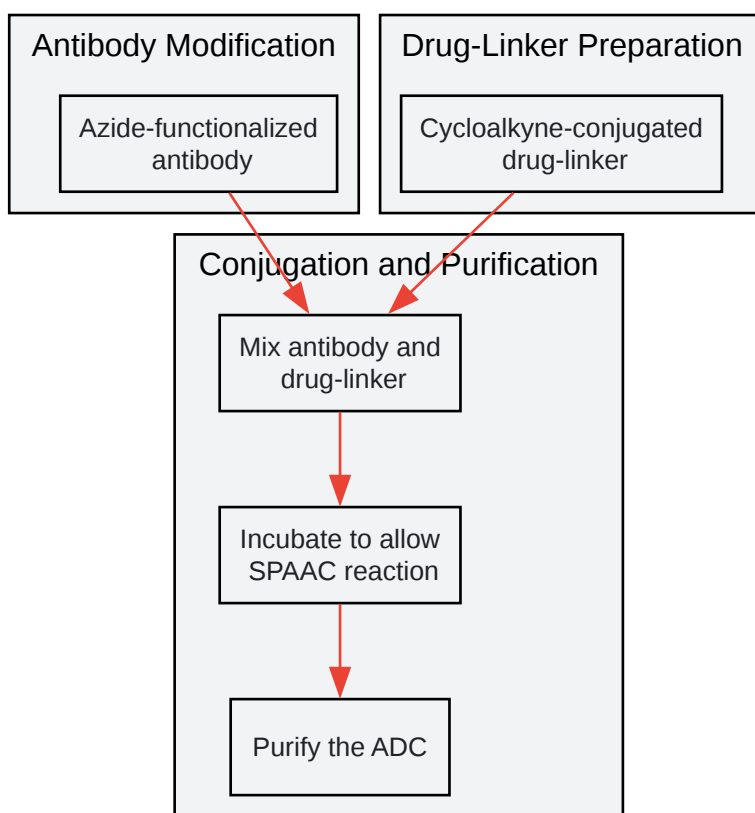 Antibody Modification
Azide-functionalized
antibody
Drug-Linker Preparation
Cycloalkyne-conjugated
drug-linker
Conjugation and Purification
Mix antibody and
drug-linker
Incubate to allow
SPAAC reaction
Purify the ADC